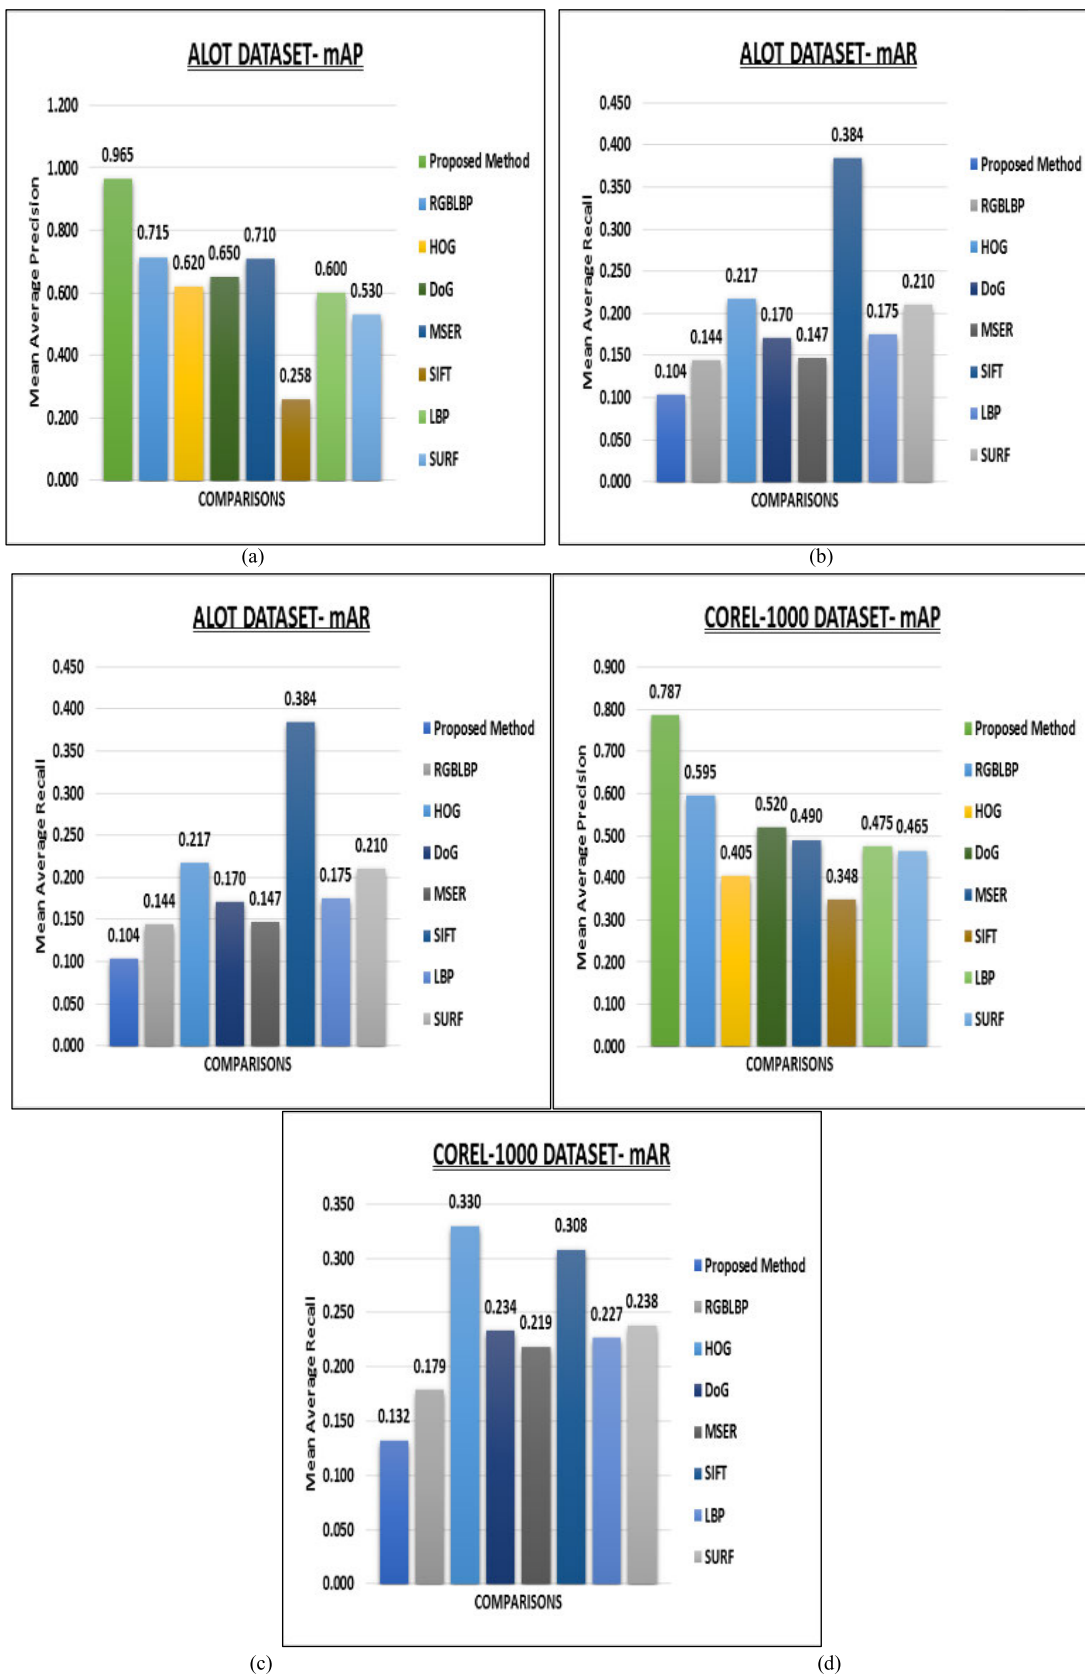 ALOT DATASET- mAP
1.200
1.000
0.800
0.600
0.400
0.200
0.000
Mean Average Precision
0.965
0.715
0.620
0.650
0.710
0.258
0.600
0.530
COMPARISONS
Proposed Method
RGBLBP
HOG
DoG
MSER
SIFT
LBP
SURF
(a)
ALOT DATASET- mAR
0.450
0.400
0.350
0.300
0.250
0.200
0.150
0.100
0.050
0.000
Mean Average Recall
0.104
0.144
0.217
0.170
0.147
0.384
0.175
0.210
COMPARISONS
Proposed Method
RGBLBP
HOG
DoG
MSER
SIFT
LBP
SURF
(b)
ALOT DATASET- mAR
0.450
0.400
0.350
0.300
0.250
0.200
0.150
0.100
0.050
0.000
Mean Average Recall
0.104
0.144
0.217
0.170
0.147
0.384
0.175
0.210
COMPARISONS
Proposed Method
RGBLBP
HOG
DoG
MSER
SIFT
LBP
SURF
COREL-1000 DATASET- mAP
0.900
0.800
0.700
0.600
0.500
0.400
0.300
0.200
0.100
0.000
Mean Average Precision
0.787
0.595
0.405
0.520
0.490
0.348
0.475
0.465
COMPARISONS
Proposed Method
RGBLBP
HOG
DoG
MSER
SIFT
LBP
SURF
COREL-1000 DATASET- mAR
0.350
0.300
0.250
0.200
0.150
0.100
0.050
0.000
Mean Average Recall
0.132
0.179
0.330
0.234
0.219
0.308
0.227
0.238
COMPARISONS
Proposed Method
RGBLBP
HOG
DoG
MSER
SIFT
LBP
SURF
(c)
(d)